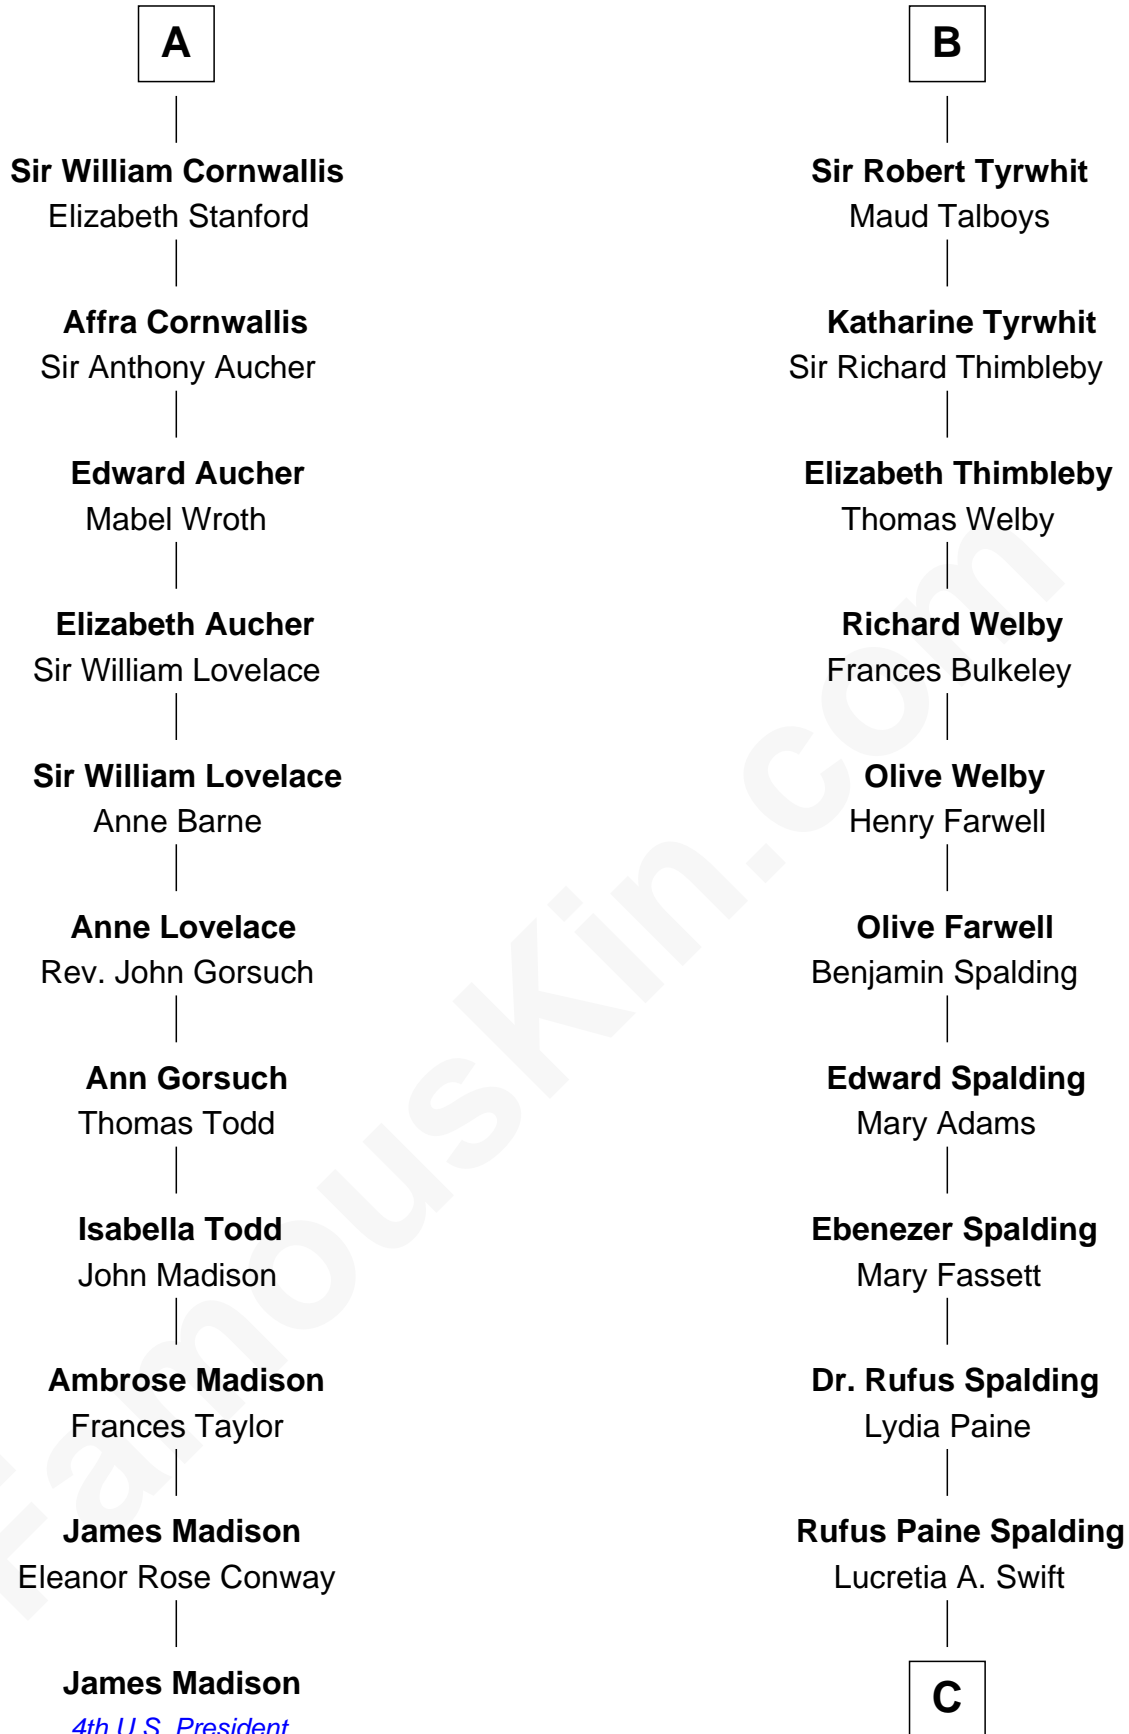 A
Sir William Cornwallis
Elizabeth Stanford
Affra Cornwallis
Sir Anthony Aucher
Edward Aucher
Mabel Wroth
Elizabeth Aucher
Sir William Lovelace
Sir William Lovelace
Anne Barne
Anne Lovelace
Rev. John Gorsuch
Ann Gorsuch
Thomas Todd
Isabella Todd
John Madison
Ambrose Madison
Frances Taylor
James Madison
Eleanor Rose Conway
James Madison
4th U.S. President
B
Sir Robert Tyrwhit
Maud Talboys
Katharine Tyrwhit
Sir Richard Thimbleby
Elizabeth Thimbleby
Thomas Welby
Richard Welby
Frances Bulkeley
Olive Welby
Henry Farwell
Olive Farwell
Benjamin Spalding
Edward Spalding
Mary Adams
Ebenezer Spalding
Mary Fassett
Dr. Rufus Spalding
Lydia Paine
Rufus Paine Spalding
Lucretia A. Swift
C
FamousKin.com